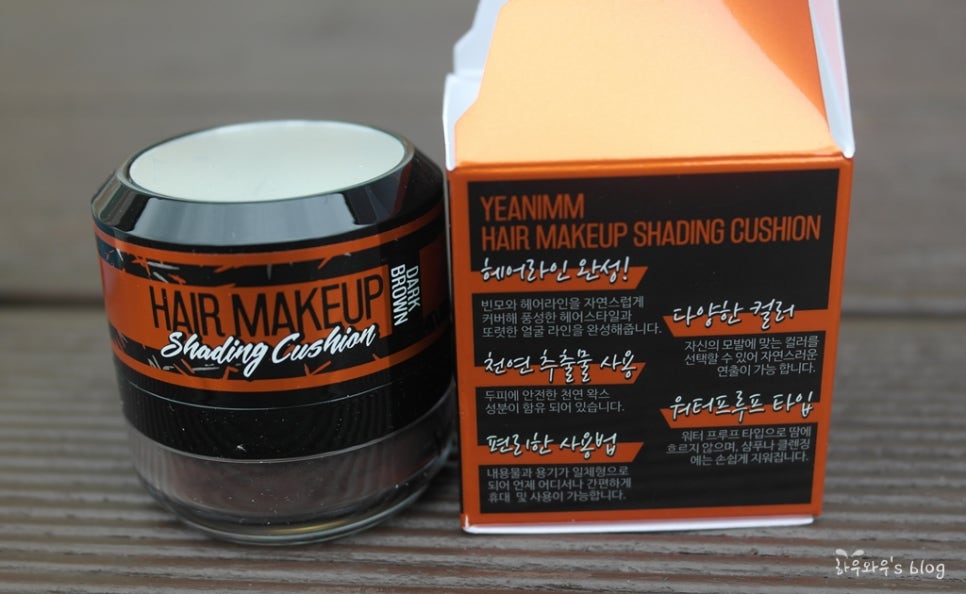 HAIR MAKEUP
Shading Cushion
DARK
BROWN
YEANIMM
HAIR MAKEUP SHADING CUSHION
헤어라인 완성!
빈모와 헤어라인을 자연스럽게
커버해 풍성한 헤어스타일과
또렷한 얼굴 라인을 완성해줍니다.
천연 추출물 사용
두피에 안전한 천연 왁스
성분이 함유 되어 있습니다.
편리한 사용법
내용물과 용기가 일체형으로
되어 언제 어디서나 간편하게
휴대 및 사용이 가능합니다.
다양한 컬러
자신의 모발에 맞는 컬러를
선택할 수 있어 자연스러운
연출이 가능 합니다.
워터프루프 타입
워터 프루프 타입으로 땀에
흐르지 않으며, 샴푸나 클렌징
에는 손쉽게 지워집니다.
하우와우's blog